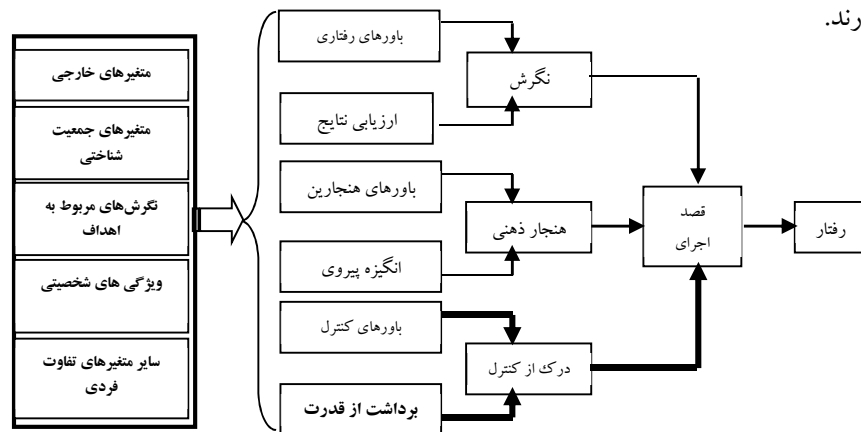 رند.
متغیرهای خارجی
متغیرهای جمعیت
شناختی
نگرش‌های مربوط به
اهداف
ویژگی های شخصیتی
سایر متغیرهای تفاوت
فردی
باورهای رفتاری
ارزیابی نتایج
باورهای هنجارین
انگیزه پیروی
باورهای کنترل
برداشت از قدرت
نگرش
هنجار ذهنی
درک از کنترل
قصد
اجرای
رفتار